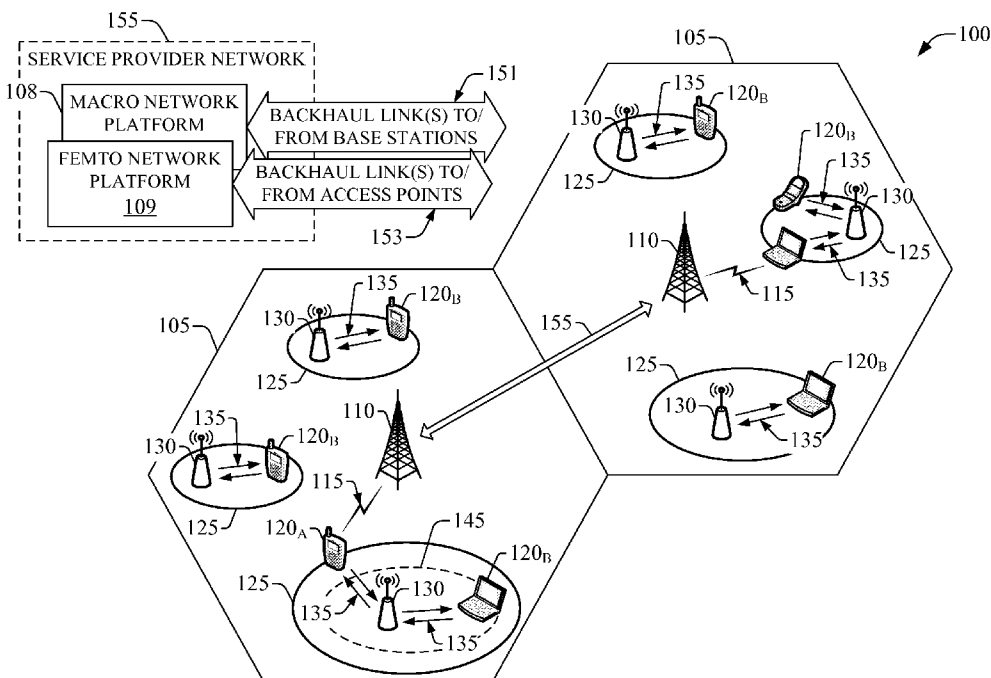 155
SERVICE PROVIDER NETWORK
108
MACRO NETWORK
PLATFORM
FEMTO NETWORK
PLATFORM
109
151
BACKHAUL LINK(S) TO/
FROM BASE STATIONS
BACKHAUL LINK(S) TO/
FROM ACCESS POINTS
153
105
100
135
130
120B
125
120B
135
130
125
135
110
115
155
120B
125
130
135
105
135
120B
130
125
110
135
120B
130
125
115
145
120A
120B
125
130
135
135